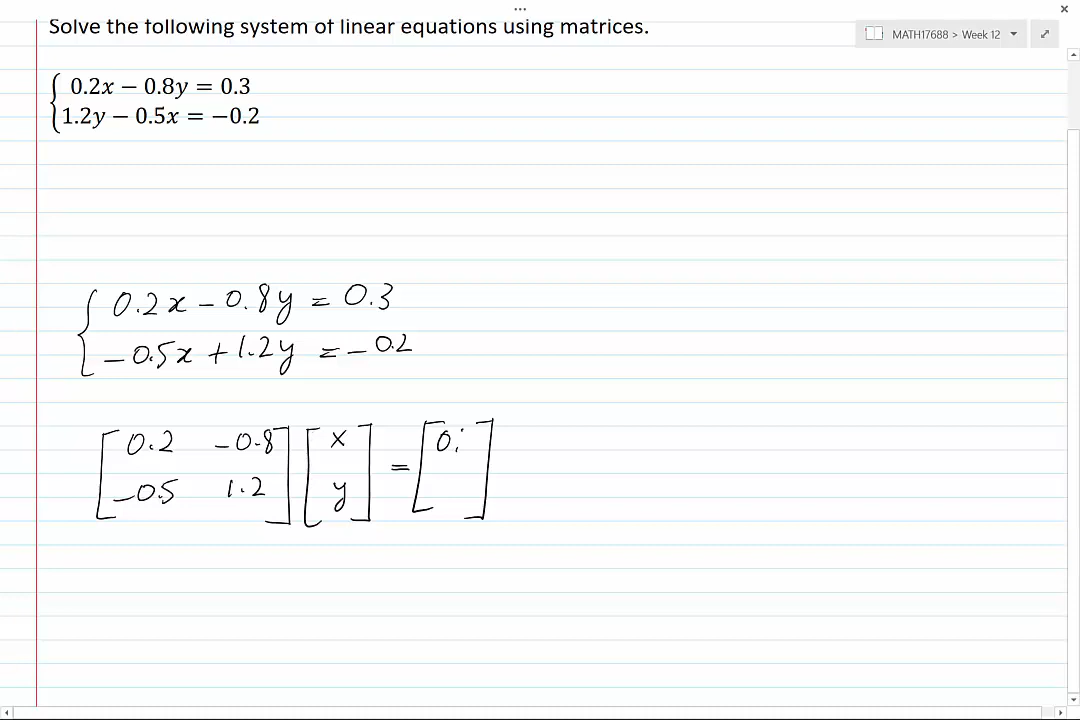 Solve the following system of linear equations using matrices.
MATH17688 > Week 12
0.2x − 0.8y = 0.3
1.2y − 0.5x = −0.2
0.2x − 0.8y = 0.3
−0.5x + 1.2y = −0.2
[0.2 −0.8] [x] = [0.
[−0.5 1.2] [y]